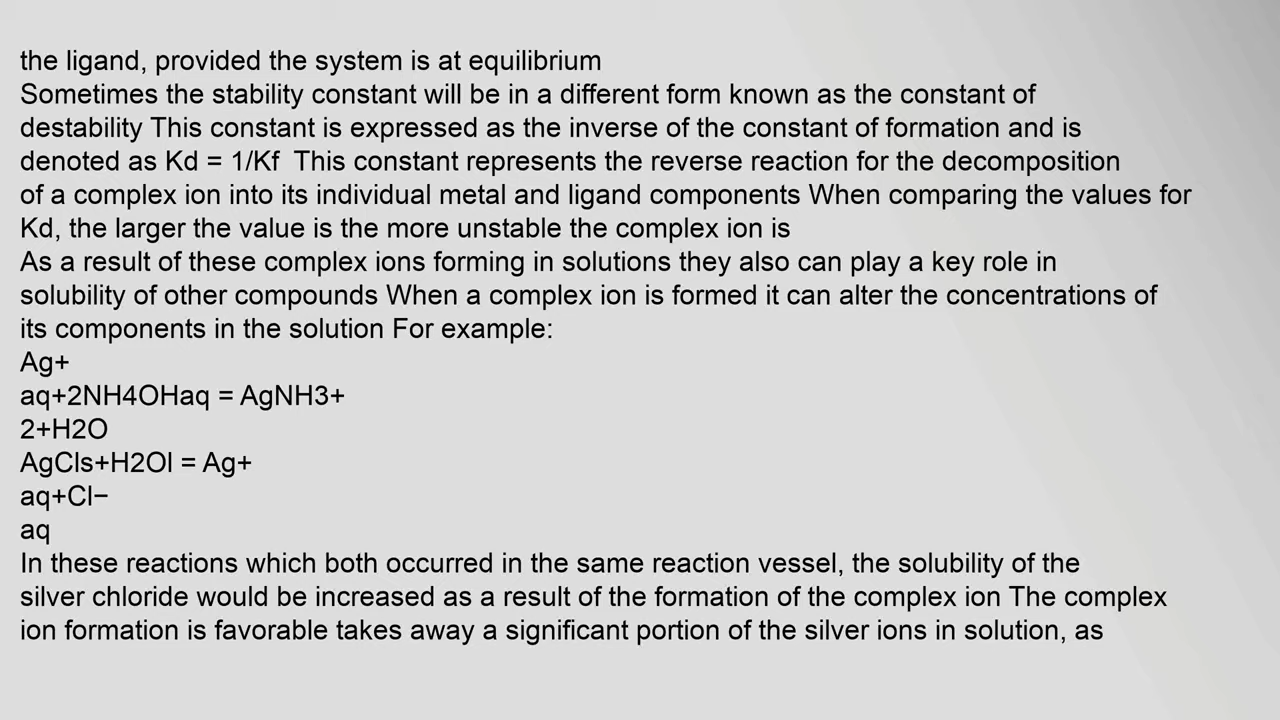 the ligand, provided the system is at equilibrium
Sometimes the stability constant will be in a different form known as the constant of
destability This constant is expressed as the inverse of the constant of formation and is
denoted as Kd = 1/Kf  This constant represents the reverse reaction for the decomposition
of a complex ion into its individual metal and ligand components When comparing the values for
Kd, the larger the value is the more unstable the complex ion is
As a result of these complex ions forming in solutions they also can play a key role in
solubility of other compounds When a complex ion is formed it can alter the concentrations of
its components in the solution For example:
Ag+
aq+2NH4OHaq = AgNH3+
2+H2O
AgCls+H2Ol = Ag+
aq+Cl−
aq
In these reactions which both occurred in the same reaction vessel, the solubility of the
silver chloride would be increased as a result of the formation of the complex ion The complex
ion formation is favorable takes away a significant portion of the silver ions in solution, as